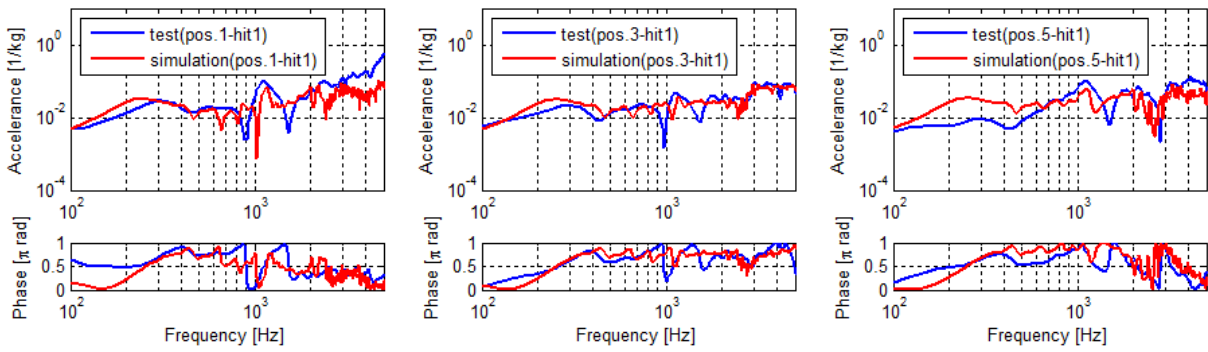 test(pos.1-hit1)
simulation(pos.1-hit1)
Accelerance [1/kg]
10^0
10^-2
10^-4
10^2
10^3
Phase [π rad]
1
0.5
0
10^2
10^3
Frequency [Hz]
test(pos.3-hit1)
simulation(pos.3-hit1)
Accelerance [1/kg]
10^0
10^-2
10^-4
10^2
10^3
Phase [π rad]
1
0.5
0
10^2
10^3
Frequency [Hz]
test(pos.5-hit1)
simulation(pos.5-hit1)
Accelerance [1/kg]
10^0
10^-2
10^-4
10^2
10^3
Phase [π rad]
1
0.5
0
10^2
10^3
Frequency [Hz]